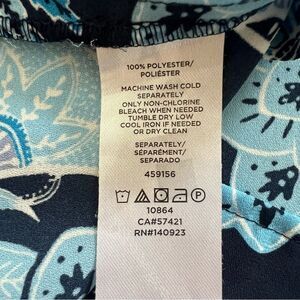 100% POLYESTER/
POLIÉSTER
MACHINE WASH COLD
SEPARATELY
ONLY NON-CHLORINE
BLEACH WHEN NEEDED
TUMBLE DRY LOW
COOL IRON IF NEEDED
OR DRY CLEAN
SEPARATELY/
SÉPARÉMENT/
SEPARADO
459156
10864
CA#57421
RN#140923